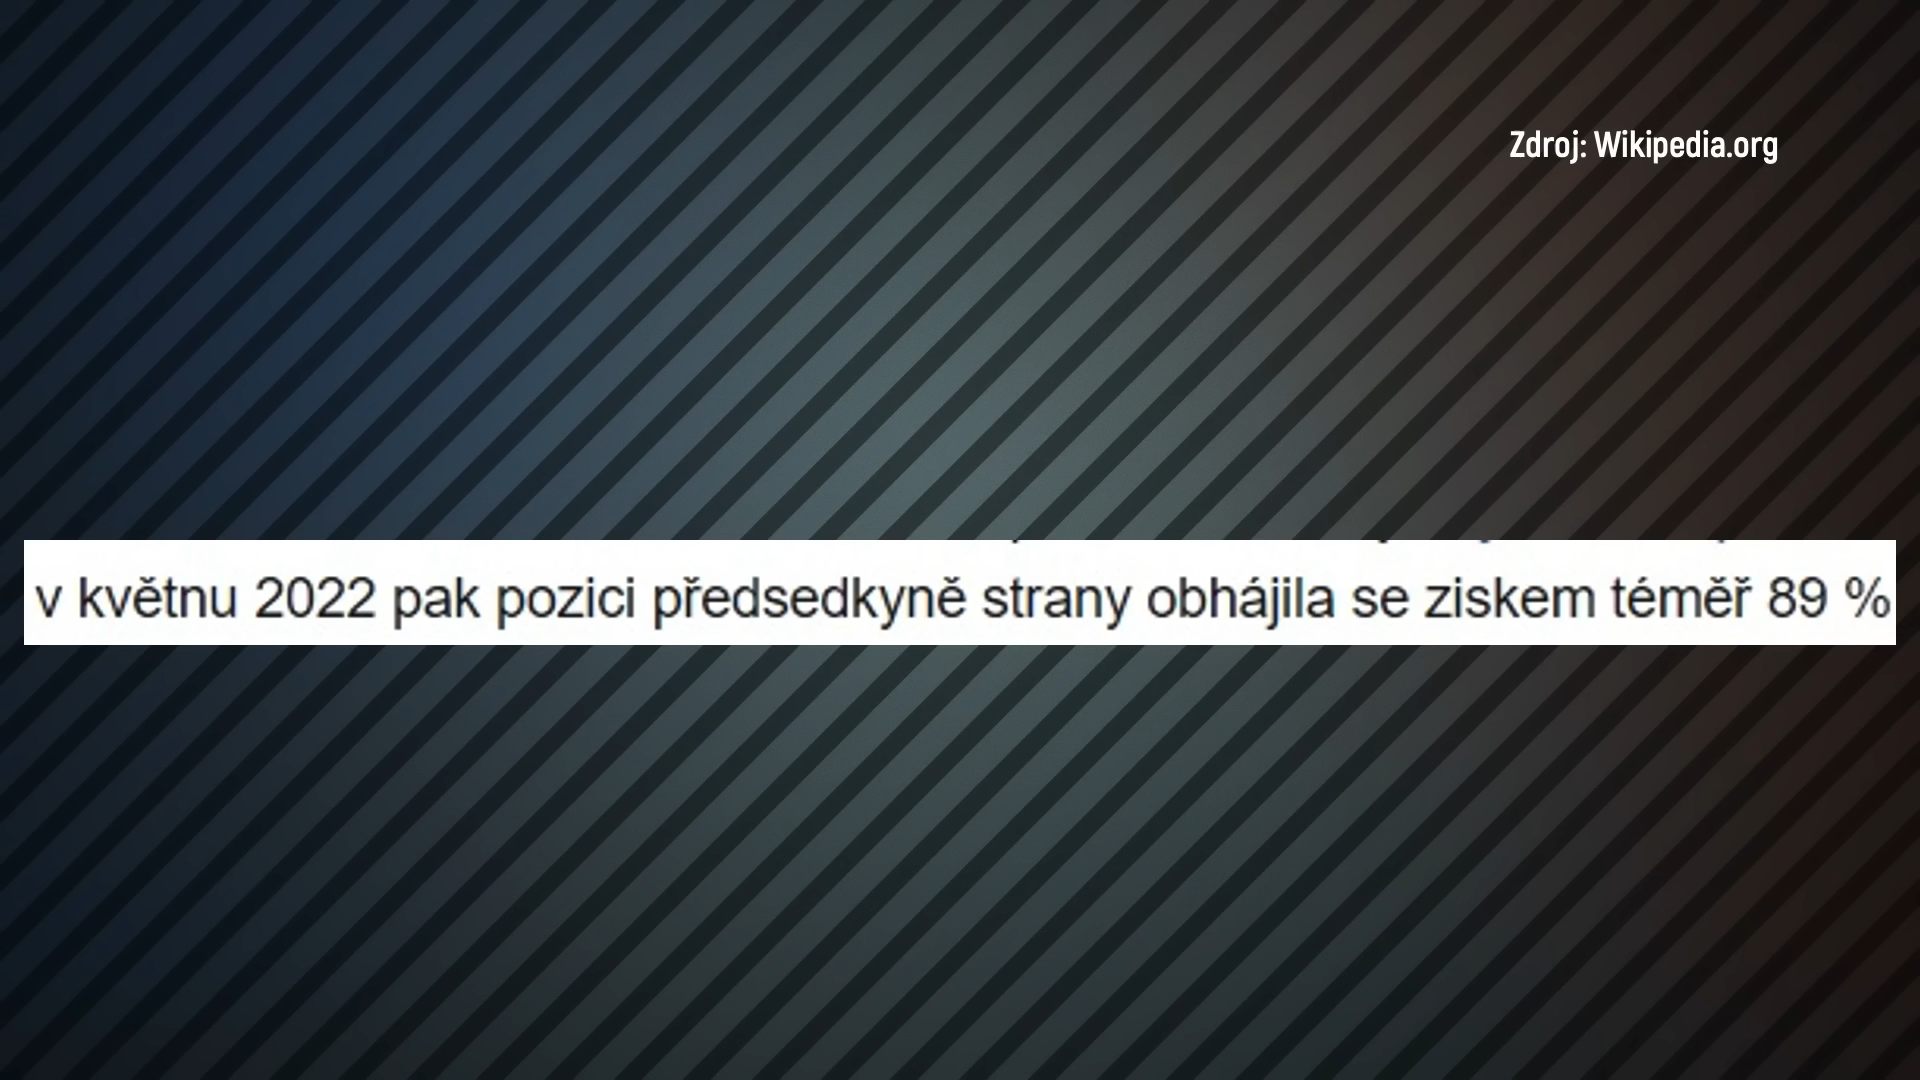 Zdroj: Wikipedia.org
v květnu 2022 pak pozici předsedkyně strany obhájila se ziskem téměř 89 %